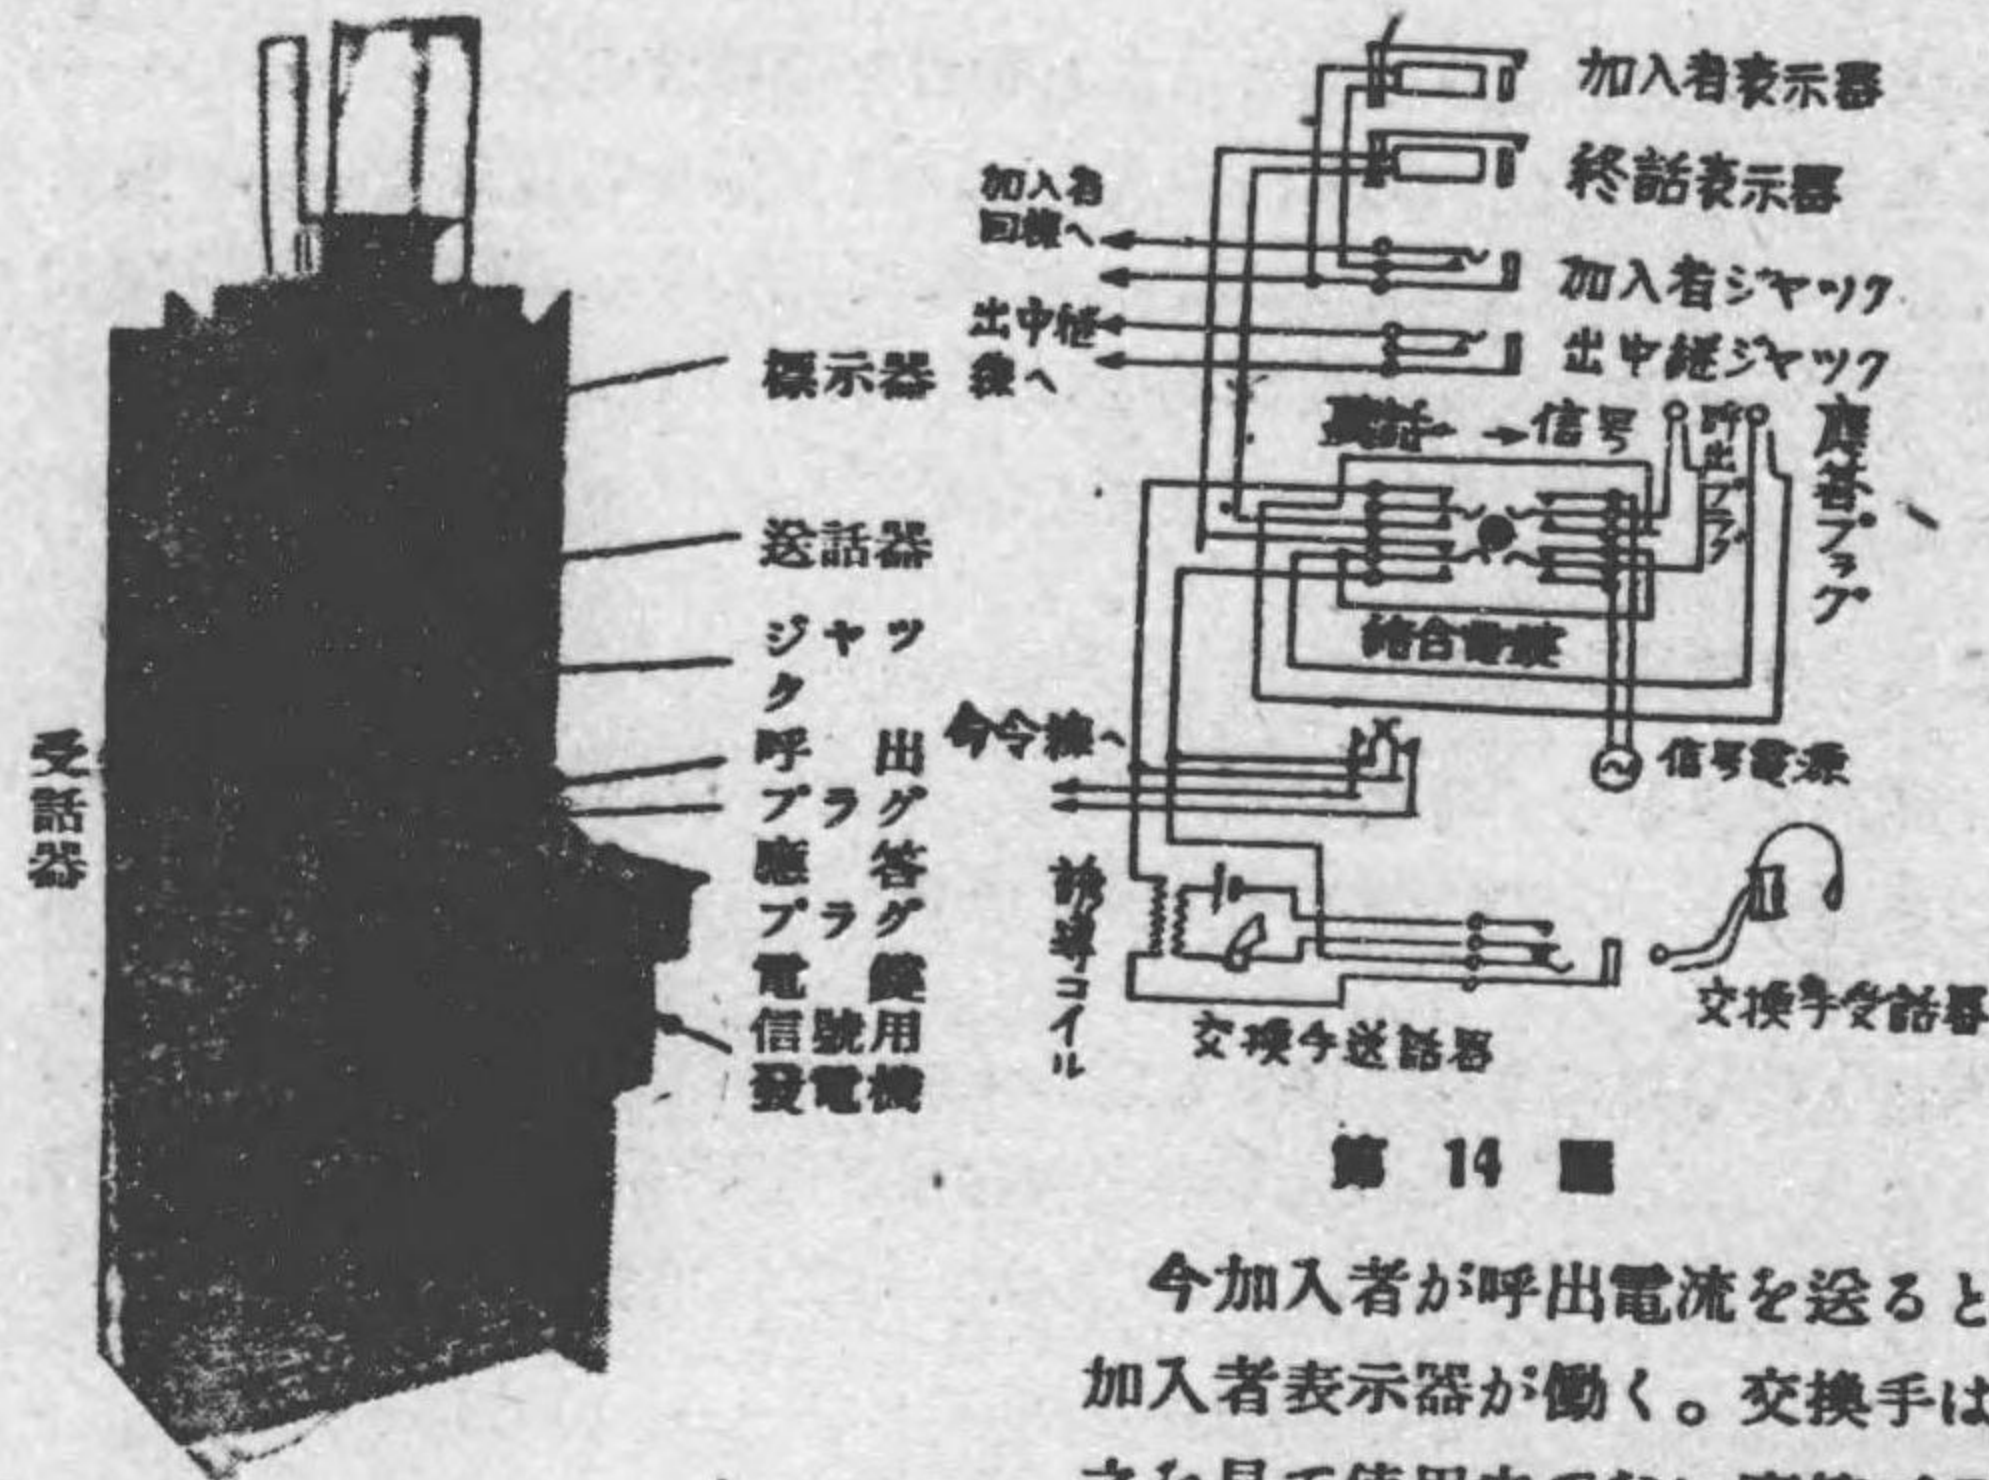 受話器
標示器
送話器
ジヤツ
ク
呼出
プラグ
應答
プラグ
電鍵
信號用
發電機
加入者表示器
終話表示器
加入者
回線へ
加入者ジヤツク
出中継
線へ
出中継ジヤツク
信号
呼出プラグ
應答プラグ
結合電鍵
信号電源
誘導コイル
交換手送話器
交換手受話器
第 14 圖
今加入者が呼出電流を送ると
加入者表示器が働く。交換手は